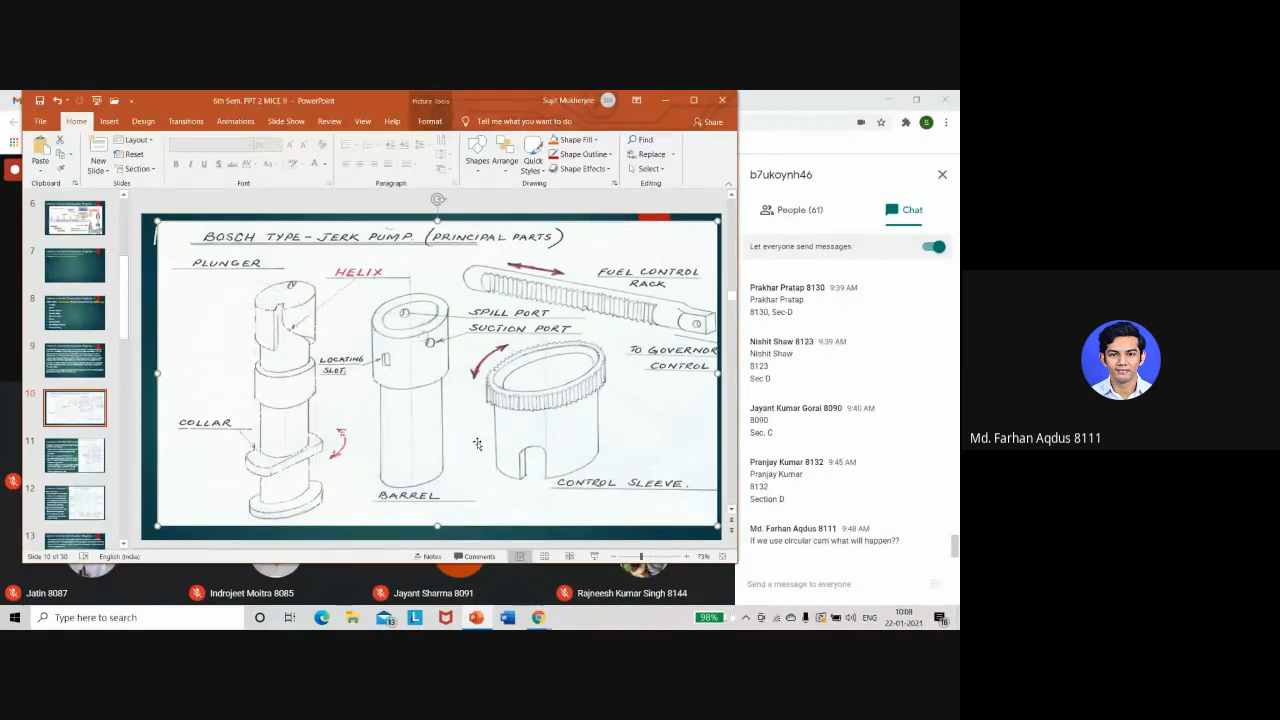 6th Sem. PPT 2 MICE II - PowerPoint
Picture Tools
Sujit Mukherjee
SM
File Home Insert Design Transitions Animations Slide Show Review View Help Format Tell me what you want to do Share
Paste
Clipboard
New Slide
Layout
Reset
Section
Slides
Font
Paragraph
Shapes Arrange Quick Styles
Shape Fill
Shape Outline
Shape Effects
Drawing
Find
Replace
Select
Editing
6
7
8
9
10
11
12
13
BOSCH TYPE - JERK PUMP. (PRINCIPAL PARTS)
PLUNGER
HELIX
FUEL CONTROL
RACK
SPILL PORT
SUCTION PORT
LOCATING
SLOT.
TO GOVERNOR
CONTROL
COLLAR
BARREL
CONTROL SLEEVE.
Slide 10 of 30
English (India)
Notes
Comments
73%
b7ukoynh46
People (61)
Chat
Let everyone send messages
Prakhar Pratap 8130 9:39 AM
Prakhar Pratap
8130, Sec-D
Nishit Shaw 8123 9:39 AM
Nishit Shaw
8123
Sec D
Jayant Kumar Gorai 8090 9:40 AM
8090
Sec. C
Pranjay Kumar 8132 9:45 AM
Pranjay Kumar
8132
Section D
Md. Farhan Aqdus 8111 9:48 AM
If we use circular cam what will happen??
Send a message to everyone
Jatin 8087
Indrojeet Moitra 8085
Jayant Sharma 8091
Rajneesh Kumar Singh 8144
Type here to search
98%
ENG
10:08
22-01-2021
Md. Farhan Aqdus 8111